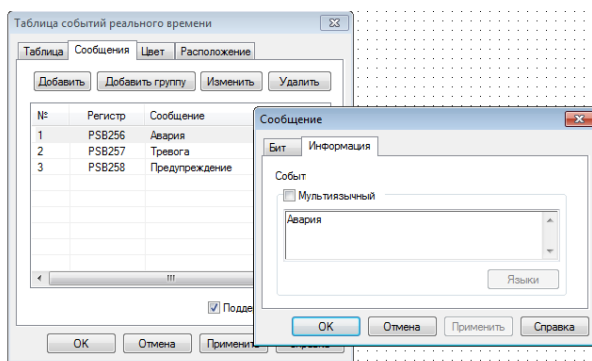 Таблица событий реального времени
Таблица Сообщения Цвет Расположение
Добавить Добавить группу Изменить Удалить
№ Регистр Сообщение
1 PSB256 Авария
2 PSB257 Тревога
3 PSB258 Предупреждение
Подде
OK Отмена Применить
Сообщение
Бит Информация
Событ
Мультиязычный
Авария
Языки
OK Отмена Применить Справка